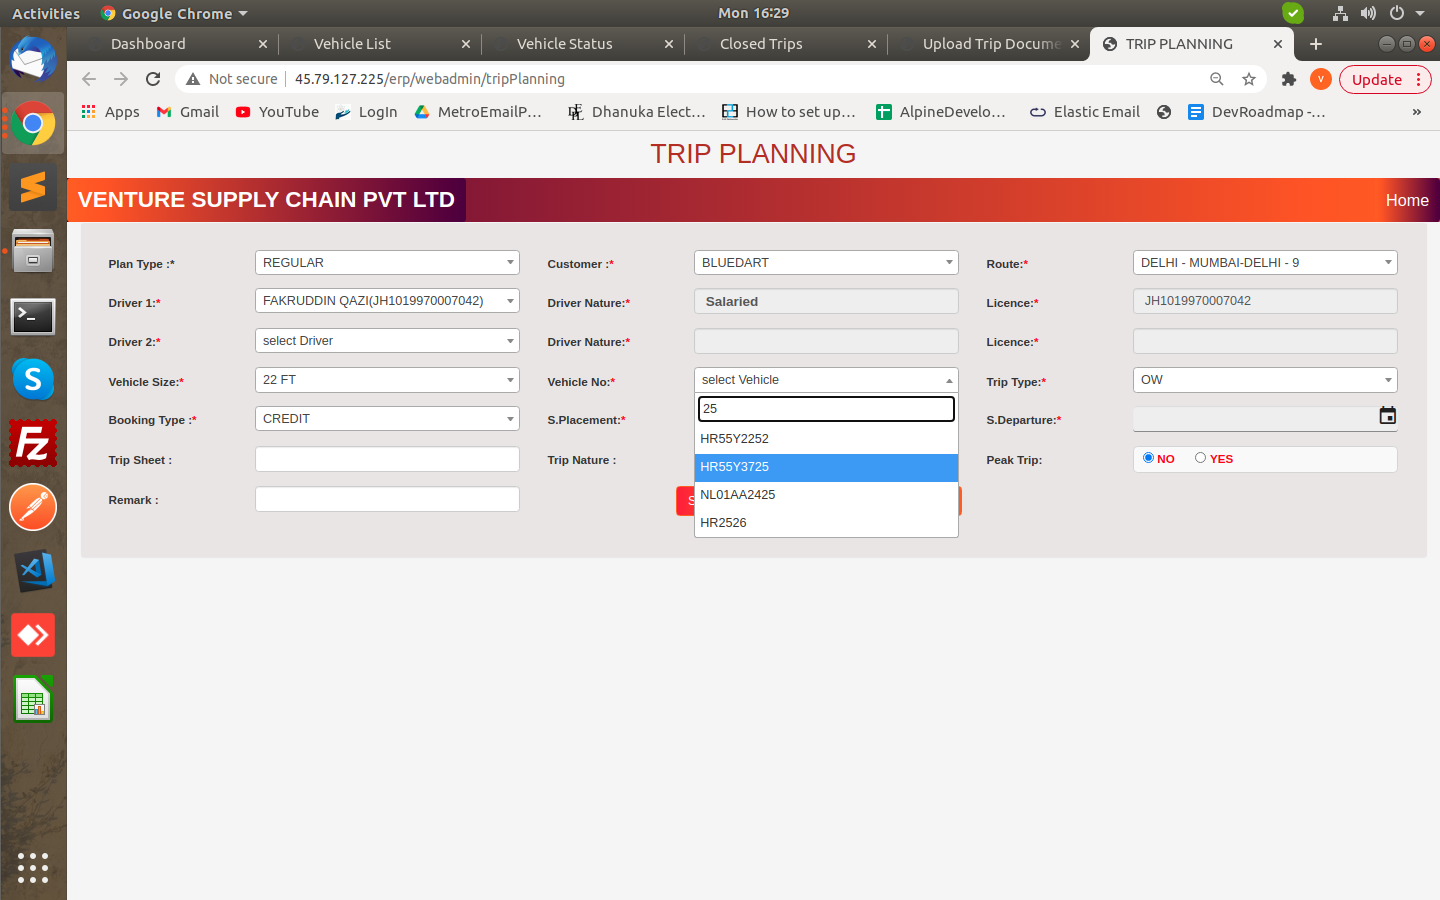 Activities Google Chrome Mon 16:29
Dashboard Vehicle List Vehicle Status Closed Trips Upload Trip Docume TRIP PLANNING
Not secure 45.79.127.225/erp/webadmin/tripPlanning V Update
Apps Gmail YouTube LogIn MetroEmailP... Dhanuka Elect... How to set up... AlpineDevelo... Elastic Email DevRoadmap -... »
TRIP PLANNING
VENTURE SUPPLY CHAIN PVT LTD Home
Plan Type :* REGULAR Customer :* BLUEDART Route:* DELHI - MUMBAI-DELHI - 9
Driver 1:* FAKRUDDIN QAZI(JH1019970007042) Driver Nature:* Salaried Licence:* JH1019970007042
Driver 2:* select Driver Driver Nature:* Licence:*
Vehicle Size:* 22 FT Vehicle No:* select Vehicle Trip Type:* OW
25
Booking Type :* CREDIT S.Placement:* S.Departure:*
HR55Y2252
Trip Sheet : Trip Nature : HR55Y3725 Peak Trip: NO YES
NL01AA2425
Remark : S
HR2526